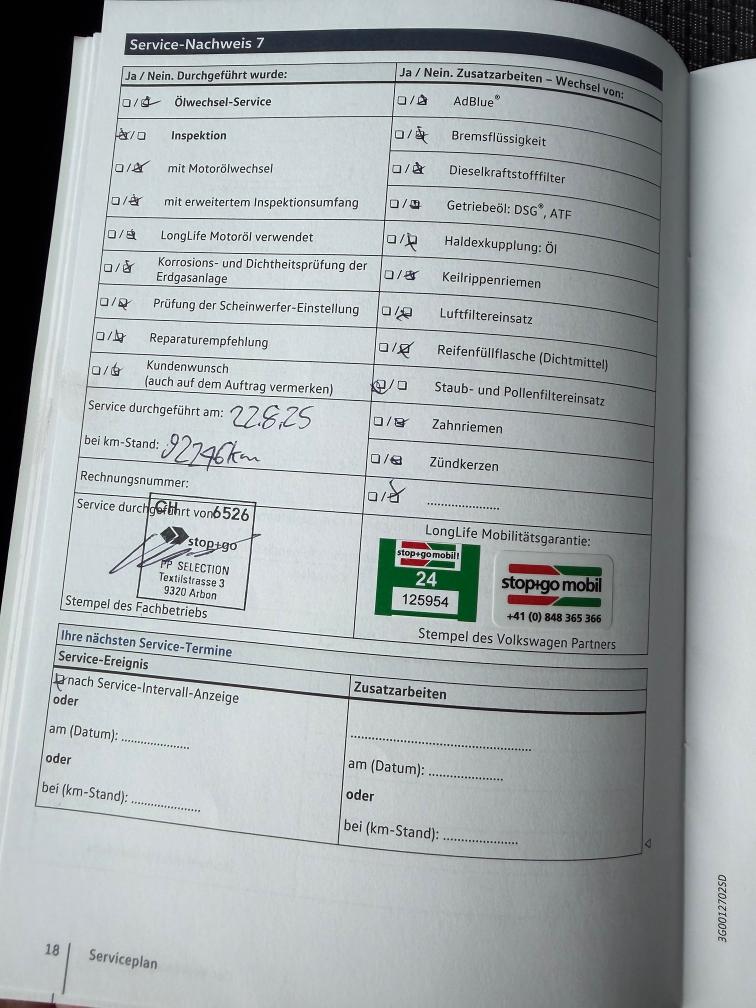 Service-Nachweis 7
Ja / Nein. Durchgeführt wurde:
Ölwechsel-Service
Inspektion
mit Motorölwechsel
mit erweitertem Inspektionsumfang
LongLife Motoröl verwendet
Korrosions- und Dichtheitsprüfung der
Erdgasanlage
Prüfung der Scheinwerfer-Einstellung
Reparaturempfehlung
Kundenwunsch
(auch auf dem Auftrag vermerken)
Service durchgeführt am: 22.8.25
bei km-Stand: 92746km
Rechnungsnummer:
Service durchgeführt von
CH 6526
stop+go
PP SELECTION
Textilstrasse 3
9320 Arbon
Stempel des Fachbetriebs
Ja / Nein. Zusatzarbeiten – Wechsel von:
AdBlue®
Bremsflüssigkeit
Dieselkraftstofffilter
Getriebeöl: DSG®, ATF
Haldexkupplung: Öl
Keilrippenriemen
Luftfiltereinsatz
Reifenfüllflasche (Dichtmittel)
Staub- und Pollenfiltereinsatz
Zahnriemen
Zündkerzen
....................
LongLife Mobilitätsgarantie:
stop+go mobil!
24
125954
stop+go mobil
+41 (0) 848 365 366
Stempel des Volkswagen Partners
Ihre nächsten Service-Termine
Service-Ereignis
nach Service-Intervall-Anzeige
oder
am (Datum): ...................
oder
bei (km-Stand): ...................
Zusatzarbeiten
..................................................
am (Datum): ....................
oder
bei (km-Stand): ....................
3G0012702SD
18
Serviceplan